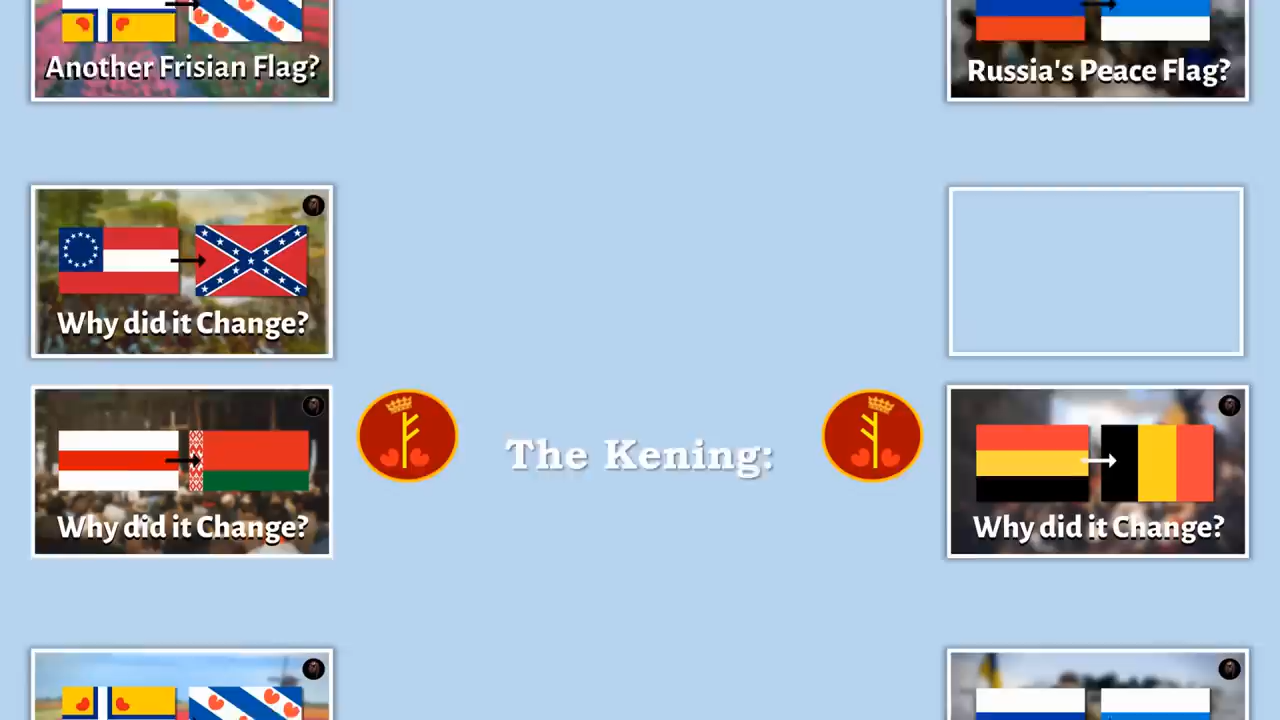 Another Frisian Flag?
Russia's Peace Flag?
Why did it Change?
Why did it Change?
The Kening:
Why did it Change?